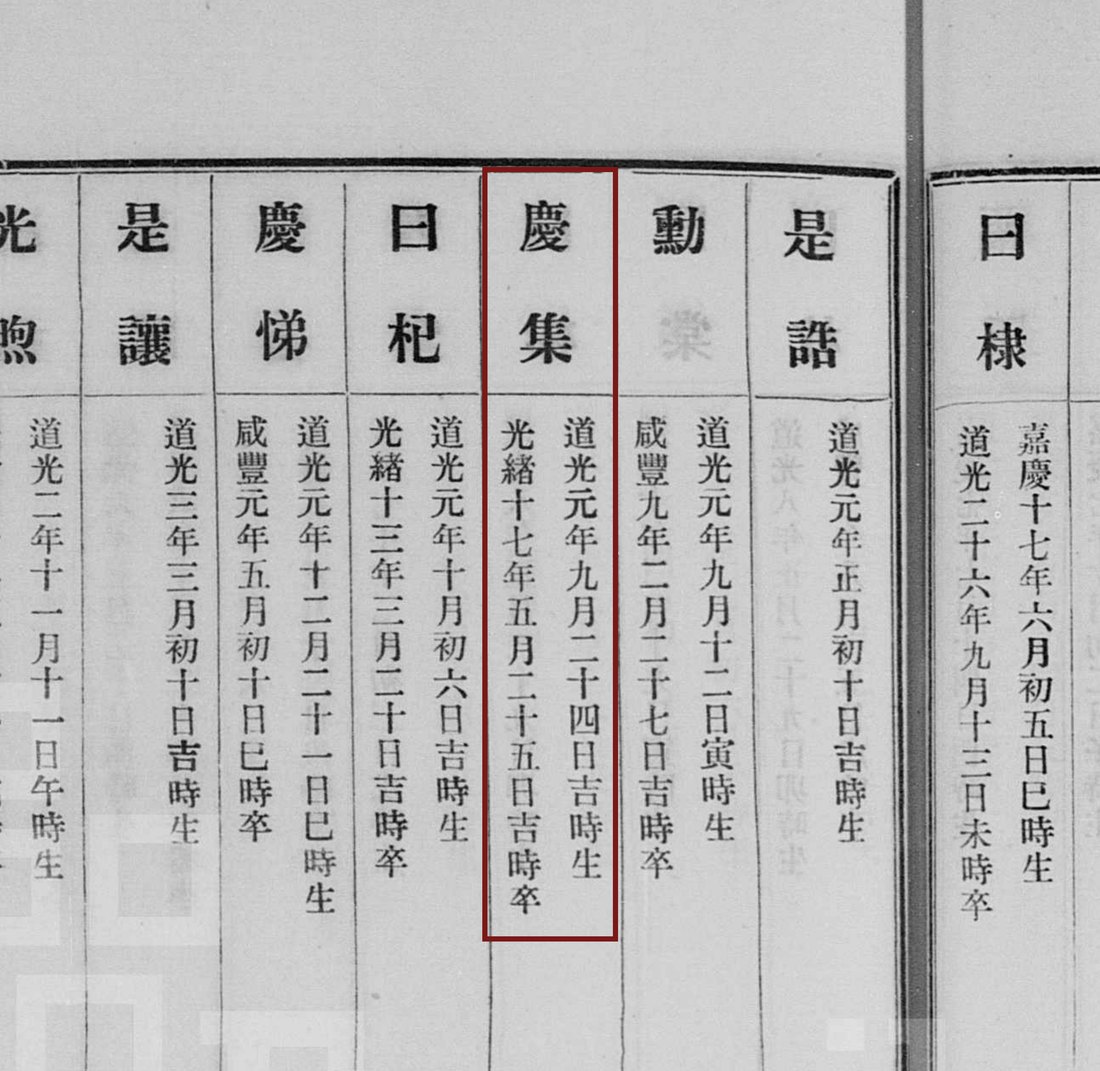 曰棣
嘉慶十七年六月初五日巳時生
道光二十六年九月十三日未時卒
是誥
道光元年正月初十日吉時生
勳
道光元年九月十二日寅時生
咸豐九年二月二十七日吉時卒
慶集
道光元年九月二十四日吉時生
光緒十七年五月二十五日吉時卒
曰杞
道光元年十月初六日吉時生
光緒十三年三月二十日吉時卒
慶悌
道光元年十二月二十一日巳時生
咸豐元年五月初十日巳時卒
是讓
道光三年三月初十日吉時生
光煦
道光二年十一月十一日午時生